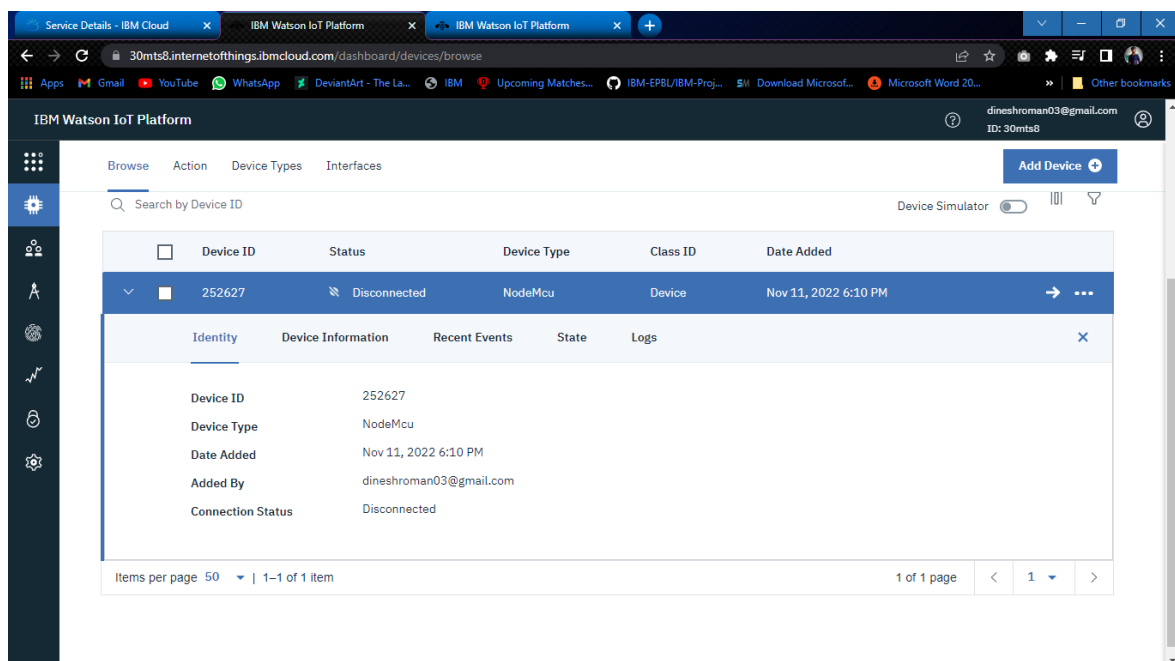 Service Details - IBM Cloud IBM Watson IoT Platform IBM Watson IoT Platform
30mts8.internetofthings.ibmcloud.com/dashboard/devices/browse
Apps Gmail YouTube WhatsApp DeviantArt - The La... IBM Upcoming Matches... IBM-EPBL/IBM-Proj... Download Microsof... Microsoft Word 20... » Other bookmarks
IBM Watson IoT Platform dineshroman03@gmail.com
ID: 30mts8
Browse Action Device Types Interfaces Add Device
Search by Device ID Device Simulator
Device ID Status Device Type Class ID Date Added
252627 Disconnected NodeMcu Device Nov 11, 2022 6:10 PM
Identity Device Information Recent Events State Logs
Device ID 252627
Device Type NodeMcu
Date Added Nov 11, 2022 6:10 PM
Added By dineshroman03@gmail.com
Connection Status Disconnected
Items per page 50 | 1–1 of 1 item 1 of 1 page < 1 >